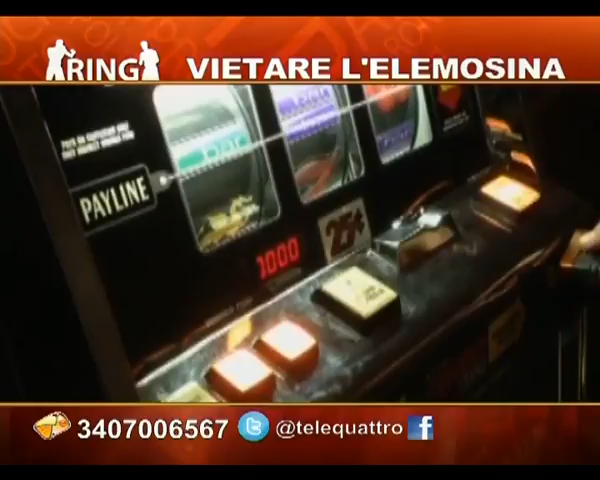 RING
VIETARE L'ELEMOSINA
PAYLINE
25¢
1000
3407006567 @telequattro